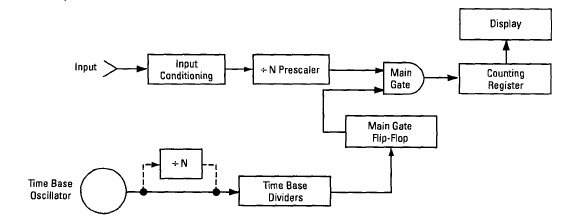 Display
Input
Input
Conditioning
÷ N Prescaler
Main
Gate
Counting
Register
Main Gate
Flip-Flop
÷ N
Time Base
Oscillator
Time Base
Dividers